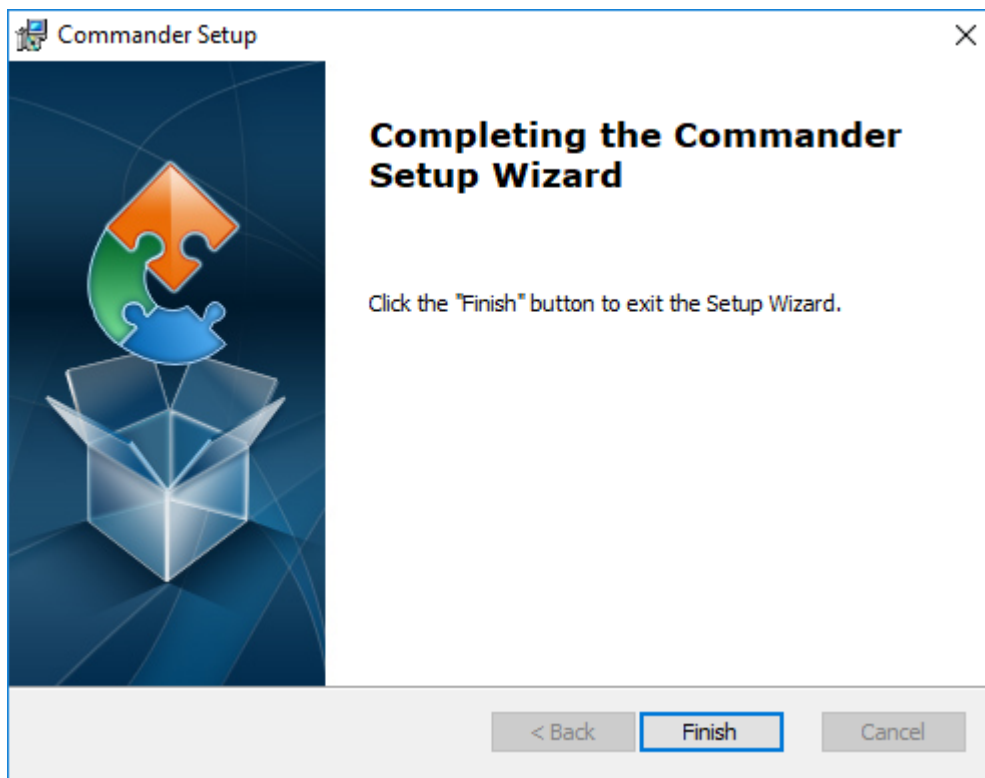 Commander Setup
Completing the Commander
Setup Wizard
Click the "Finish" button to exit the Setup Wizard.
< Back
Finish
Cancel